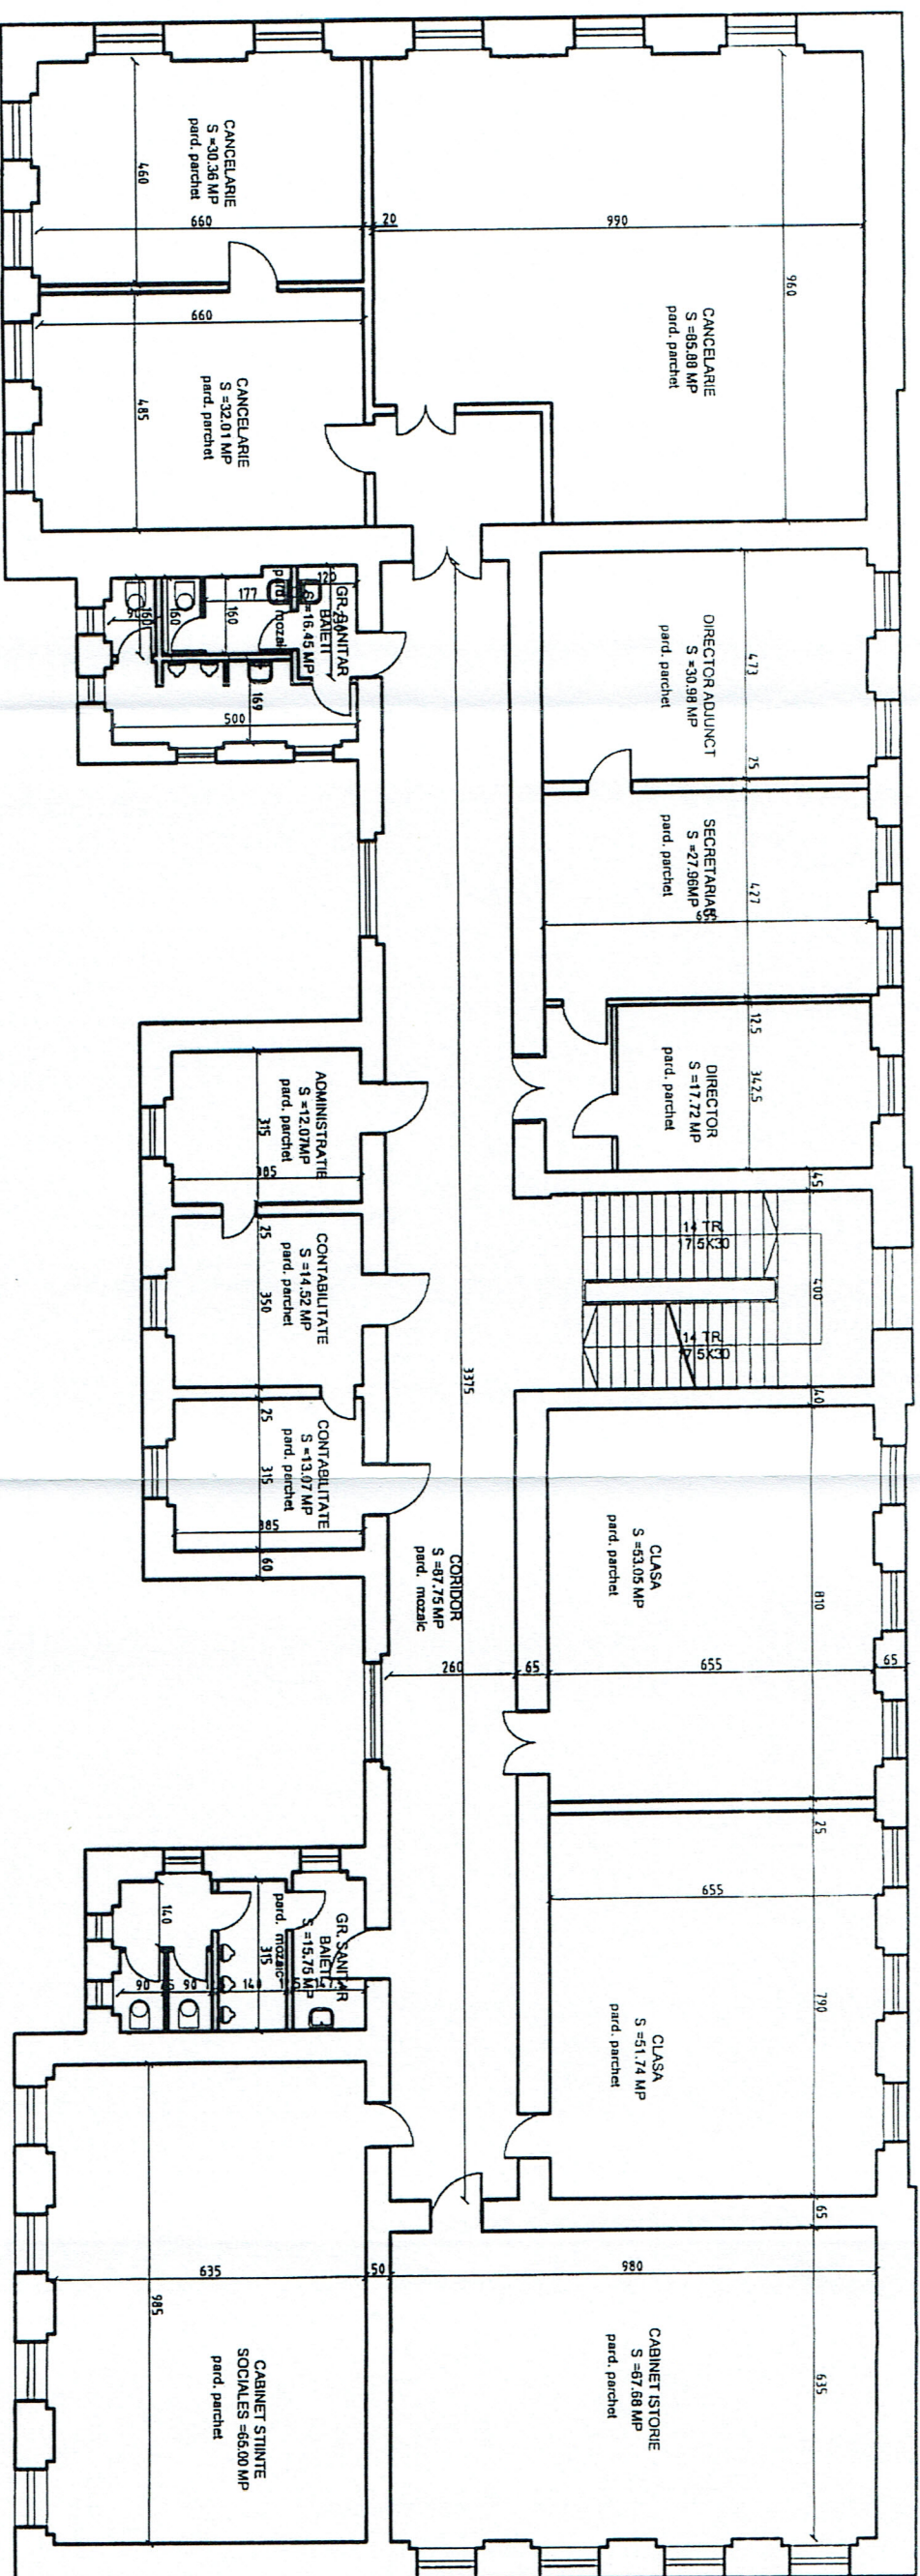 CANCELARIE
S =30.36 MP
pard. parchet
460
660
20
990
960
CANCELARIE
S =85.88 MP
pard. parchet
660
485
CANCELARIE
S =32.01 MP
pard. parchet
GR. SANITAR
BAIETI
S =16.45 MP
pard. mozaic
120
177
160
160
160
90
169
500
DIRECTOR ADJUNCT
S =30.98 MP
pard. parchet
473
25
SECRETARIAT
S =27.96MP
pard. parchet
427
655
12.5
DIRECTOR
S =17.72 MP
pard. parchet
342.5
45
ADMINISTRATIE
S =12.07MP
pard. parchet
315
385
25
CONTABILITATE
S =14.52 MP
pard. parchet
350
25
CONTABILITATE
S =13.07 MP
pard. parchet
315
385
60
14 TR.
17.5X30
400
14 TR.
17.5X30
40
3375
CORIDOR
S =87.75 MP
pard. mozaic
CLASA
S =53.05 MP
pard. parchet
810
260
65
655
65
25
655
CLASA
S =51.74 MP
pard. parchet
790
65
GR. SANITAR
BAIETI
S =15.75 MP
pard. mozaic
140
315
90
90
140
635
50
980
985
CABINET STIINTE
SOCIALES =65.00 MP
pard. parchet
CABINET ISTORIE
S =67.68 MP
pard. parchet
635